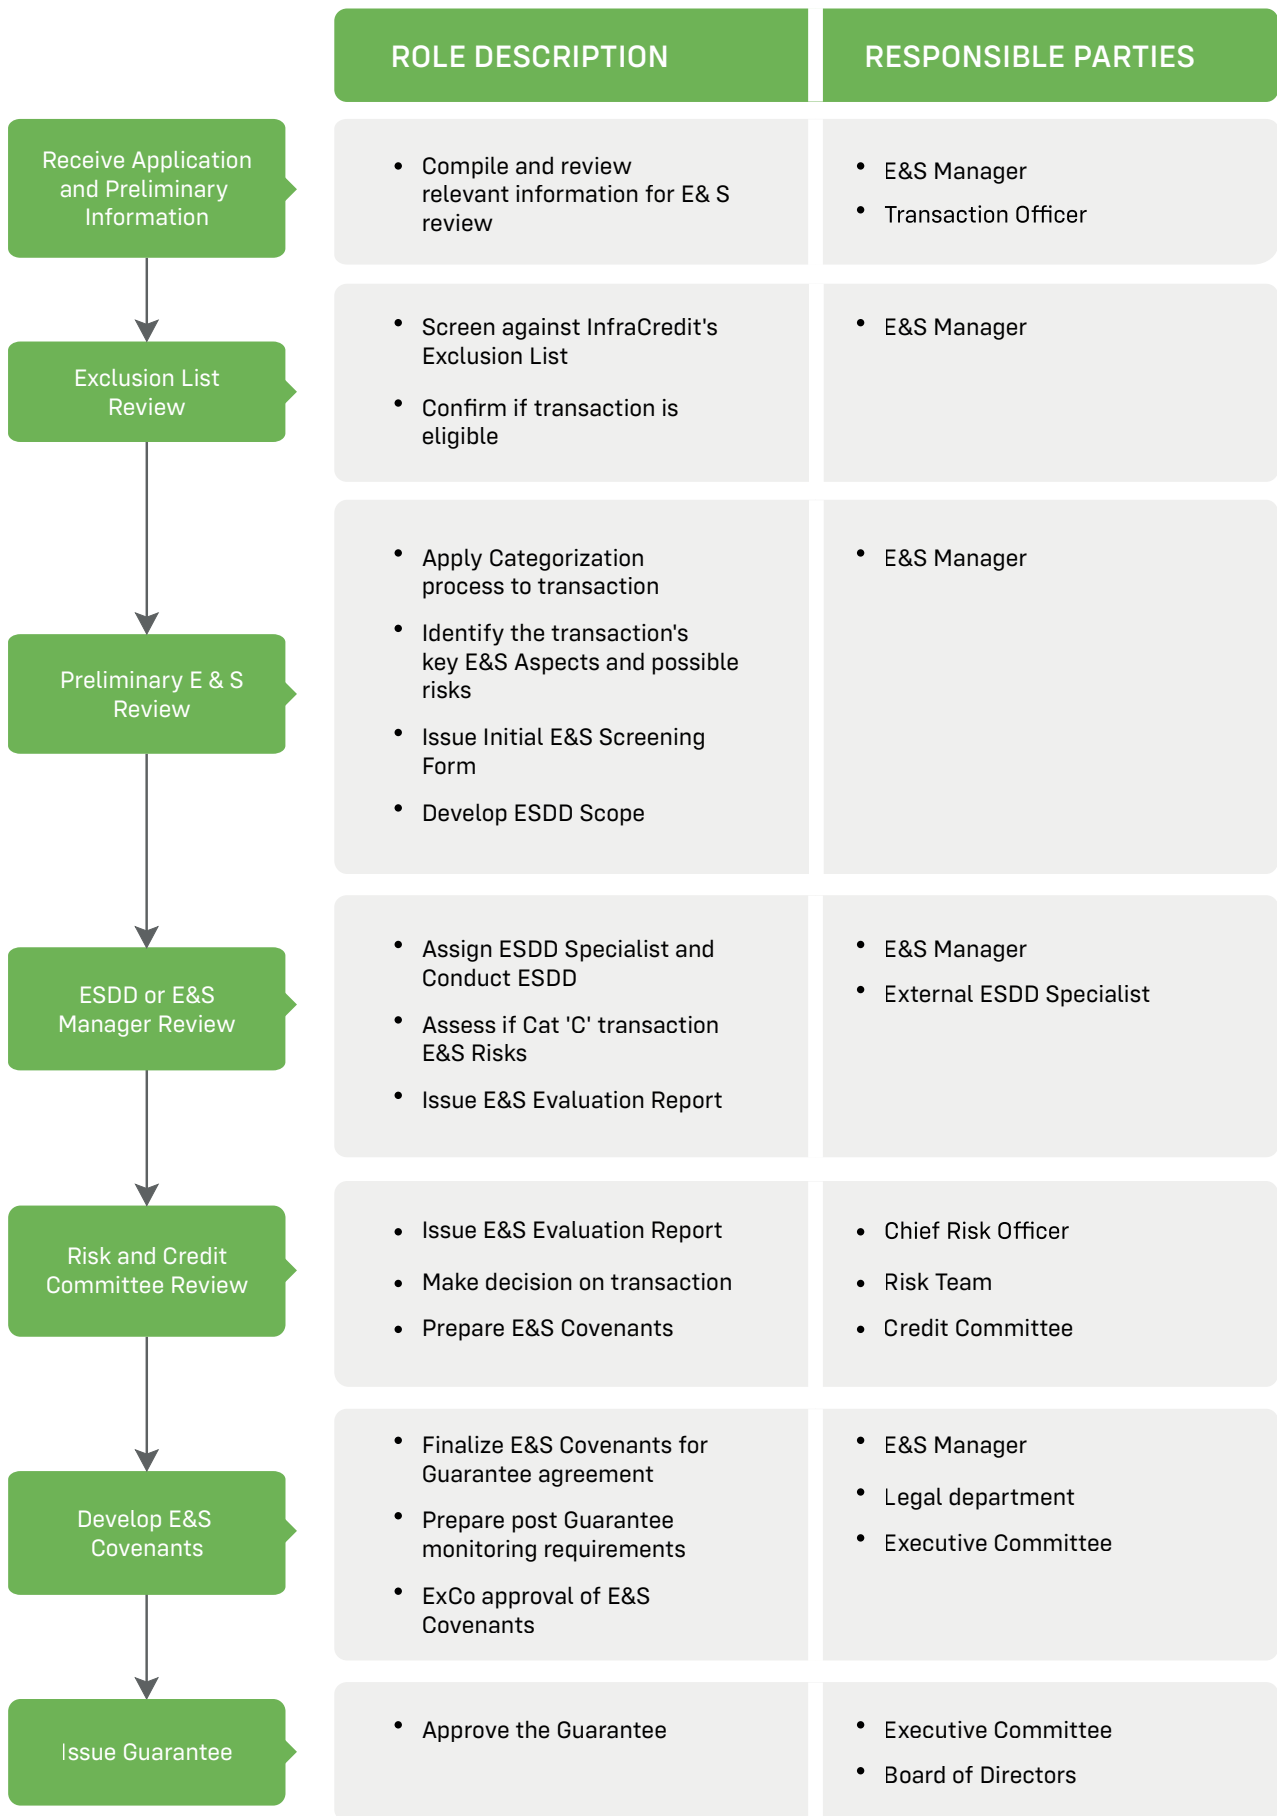 ROLE DESCRIPTION
RESPONSIBLE PARTIES
Receive Application
and Preliminary
Information
• Compile and review
relevant information for E& S
review
• E&S Manager
• Transaction Officer
Exclusion List
Review
• Screen against InfraCredit's
Exclusion List
• Confirm if transaction is
eligible
• E&S Manager
Preliminary E & S
Review
• Apply Categorization
process to transaction
• Identify the transaction's
key E&S Aspects and possible
risks
• Issue Initial E&S Screening
Form
• Develop ESDD Scope
• E&S Manager
ESDD or E&S
Manager Review
• Assign ESDD Specialist and
Conduct ESDD
• Assess if Cat 'C' transaction
E&S Risks
• Issue E&S Evaluation Report
• E&S Manager
• External ESDD Specialist
Risk and Credit
Committee Review
• Issue E&S Evaluation Report
• Make decision on transaction
• Prepare E&S Covenants
• Chief Risk Officer
• Risk Team
• Credit Committee
Develop E&S
Covenants
• Finalize E&S Covenants for
Guarantee agreement
• Prepare post Guarantee
monitoring requirements
• ExCo approval of E&S
Covenants
• E&S Manager
• Legal department
• Executive Committee
Issue Guarantee
• Approve the Guarantee
• Executive Committee
• Board of Directors